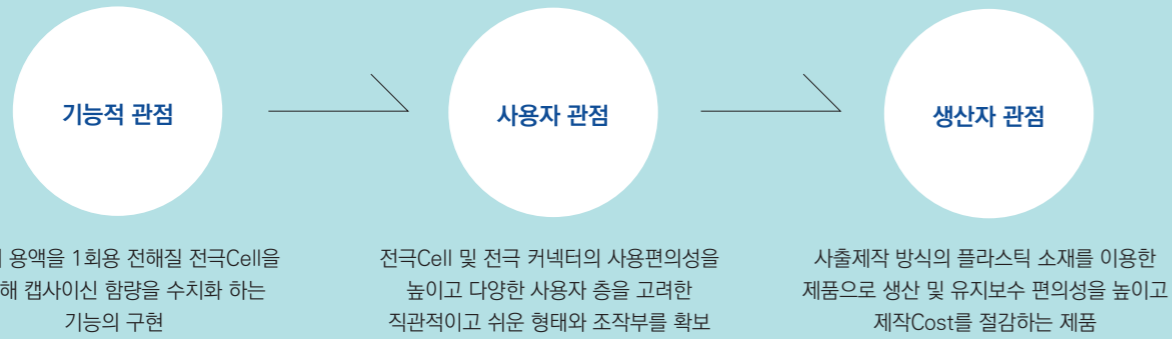 기능적 관점
사용자 관점
생산자 관점
용액을 1회용 전해질 전극Cell을
해 캡사이신 함량을 수치화 하는
기능의 구현
전극Cell 및 전극 커넥터의 사용편의성을
높이고 다양한 사용자 층을 고려한
직관적이고 쉬운 형태와 조작부를 확보
사출제작 방식의 플라스틱 소재를 이용한
제품으로 생산 및 유지보수 편의성을 높이고
제작Cost를 절감하는 제품